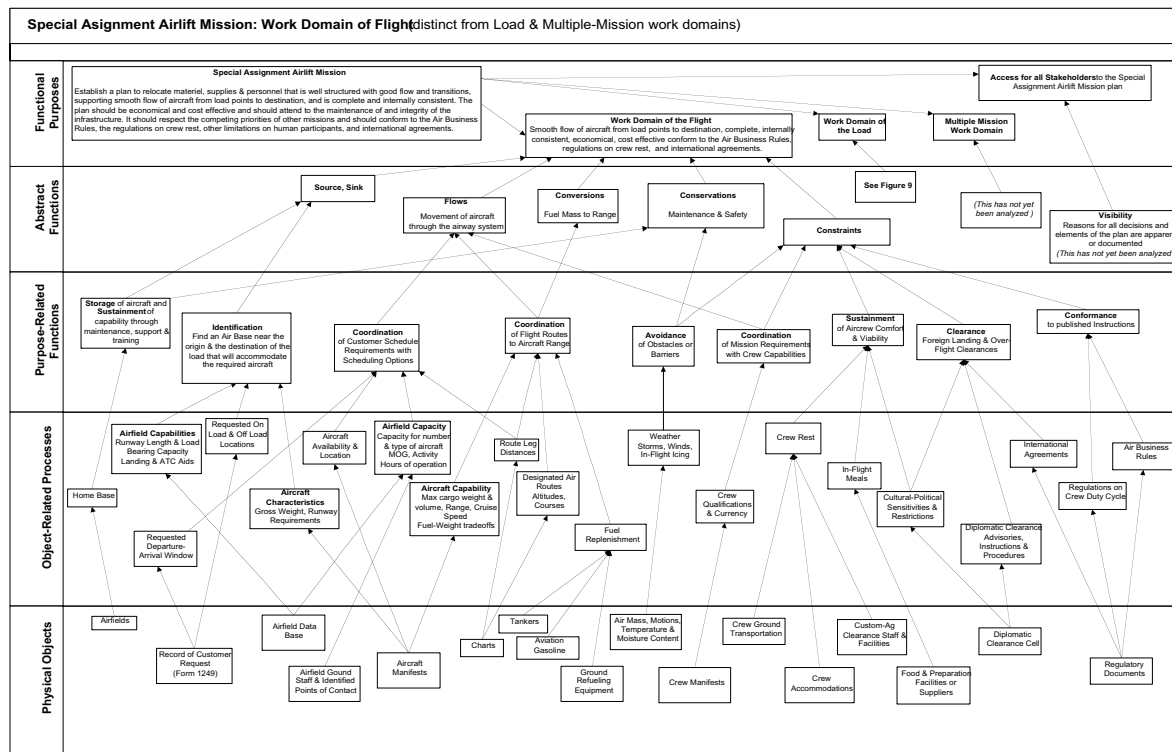 Special Asignment Airlift Mission: Work Domain of Flight(distinct from Load & Multiple-Mission work domains)
Functional
Purposes
Special Assignment Airlift Mission
Establish a plan to relocate materiel, supplies & personnel that is well structured with good flow and transitions,
supporting smooth flow of aircraft from load points to destination, and is complete and internally consistent. The
plan should be economical and cost effective and should attend to the maintenance of and integrity of the
infrastructure. It should respect the competing priorities of other missions and should conform to the Air Business
Rules, the regulations on crew rest, other limitations on human participants, and international agreements.
Access for all Stakeholders to the Special
Assignment Airlift Mission plan
Work Domain of the Flight
Smooth flow of aircraft from load points to destination, complete, internally
consistent, economical, cost effective conform to the Air Business Rules,
regulations on crew rest, and international agreements.
Work Domain of
the Load
Multiple Mission
Work Domain
Abstract
Functions
Source, Sink
Flows
Movement of aircraft
through the airway system
Conversions
Fuel Mass to Range
Conservations
Maintenance & Safety
Constraints
See Figure 9
(This has not yet
been analyzed )
Visibility
Reasons for all decisions and
elements of the plan are apparen
or documented
(This has not yet been analyzed
Purpose-Related
Functions
Storage of aircraft and
Sustainment of
capability through
maintenance, support &
training
Identification
Find an Air Base near the
origin & the destination of the
load that will accommodate
the required aircraft
Coordination
of Customer Schedule
Requirements with
Scheduling Options
Coordination
of Flight Routes
to Aircraft Range
Avoidance
of Obstacles or
Barriers
Coordination
of Mission Requirements
with Crew Capabilities
Sustainment
of Aircrew Comfort
& Viability
Clearance
Foreign Landing & Over-
Flight Clearances
Conformance
to published Instructions
Object-Related Processes
Home Base
Airfield Capabilities
Runway Length & Load
Bearing Capacity
Landing & ATC Aids
Requested On
Load & Off Load
Locations
Requested
Departure-
Arrival Window
Aircraft
Characteristics
Gross Weight, Runway
Requirements
Aircraft
Availability &
Location
Airfield Capacity
Capacity for number
& type of aircraft
MOG, Activity
Hours of operation
Aircraft Capability
Max cargo weight &
volume, Range, Cruise
Speed
Fuel-Weight tradeoffs
Route Leg
Distances
Designated Air
Routes
Altitudes,
Courses
Fuel
Replenishment
Weather
Storms, Winds,
In-Flight Icing
Crew
Qualifications
& Currency
Crew Rest
In-Flight
Meals
Cultural-Political
Sensitivities &
Restrictions
Diplomatic Clearance
Advisories,
Instructions &
Procedures
International
Agreements
Regulations on
Crew Duty Cycle
Air Business
Rules
Physical Objects
Airfields
Record of Customer
Request
(Form 1249)
Airfield Data
Base
Airfield Gound
Staff & Identified
Points of Contact
Aircraft
Manifests
Charts
Tankers
Aviation
Gasoline
Ground
Refueling
Equipment
Air Mass, Motions,
Temperature &
Moisture Content
Crew Manifests
Crew Ground
Transportation
Crew
Accommodations
Custom-Ag
Clearance Staff &
Facilities
Food & Preparation
Facilities or
Suppliers
Diplomatic
Clearance Cell
Regulatory
Documents